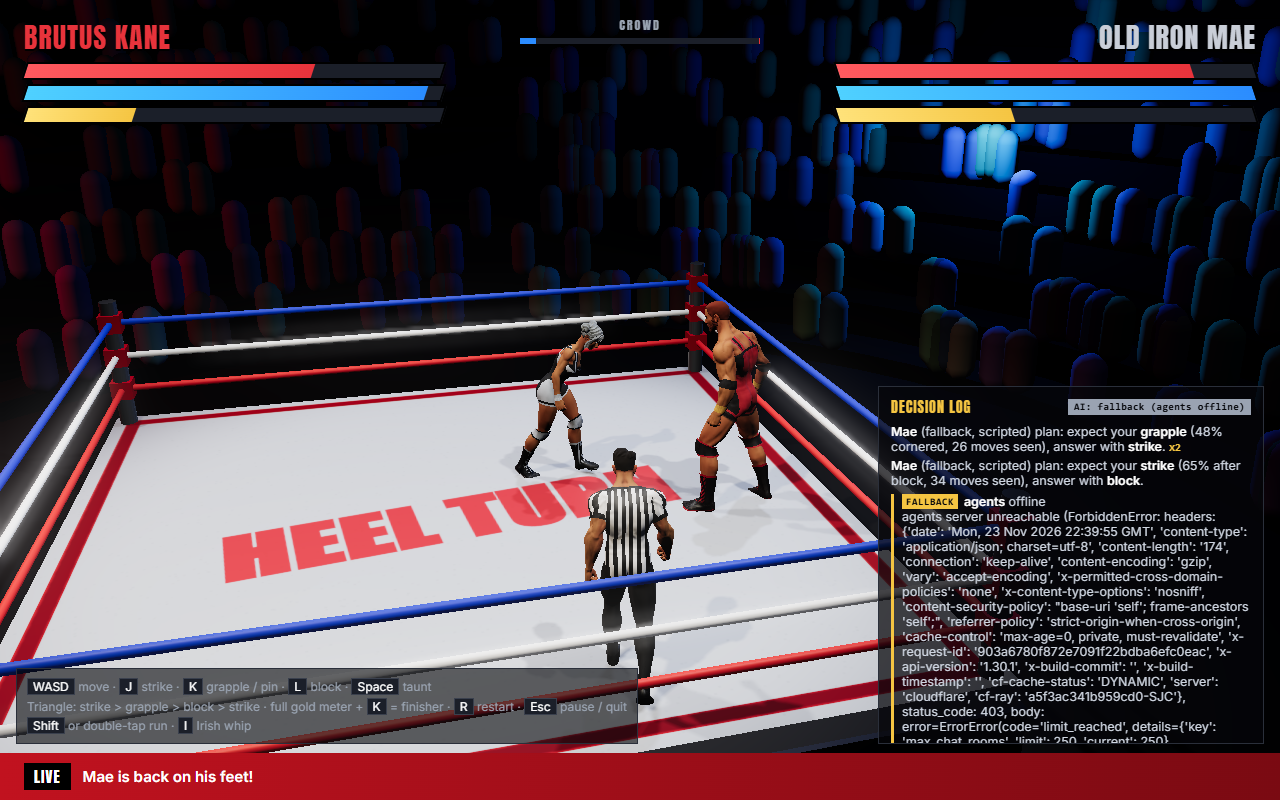 BRUTUS KANE
CROWD
OLD IRON MAE
HEEL TURN
DECISION LOG
AI: fallback (agents offline)
Mae (fallback, scripted) plan: expect your grapple (48%
cornered, 26 moves seen), answer with strike. x2
Mae (fallback, scripted) plan: expect your strike (65% after
block, 34 moves seen), answer with block.
FALLBACK agents offline
agents server unreachable (ForbiddenError: headers:
{'date': 'Mon, 23 Nov 2026 22:39:55 GMT', 'content-type':
'application/json; charset=utf-8', 'content-length': '174',
'connection': 'keep-alive', 'content-encoding': 'gzip',
'vary': 'accept-encoding', 'x-permitted-cross-domain-
policies': 'none', 'x-content-type-options': 'nosniff',
'content-security-policy': "base-uri 'self'; frame-ancestors
'self';", 'referrer-policy': 'strict-origin-when-cross-origin',
'cache-control': 'max-age=0, private, must-revalidate', 'x-
request-id': '903a6780f872e7091f22bdba6efc0eac', 'x-
api-version': '1.30.1', 'x-build-commit': '', 'x-build-
timestamp': '', 'cf-cache-status': 'DYNAMIC', 'server':
'cloudflare', 'cf-ray': 'a5f3ac341b959cd0-SJC'},
status_code: 403, body:
error=ErrorError(code='limit_reached', details={'key':
'max_chat_rooms', 'limit': 250, 'current': 250}
WASD move · J strike · K grapple / pin · L block · Space taunt
Triangle: strike > grapple > block > strike · full gold meter + K = finisher · R restart · Esc pause / quit
Shift or double-tap run · I Irish whip
LIVE Mae is back on his feet!